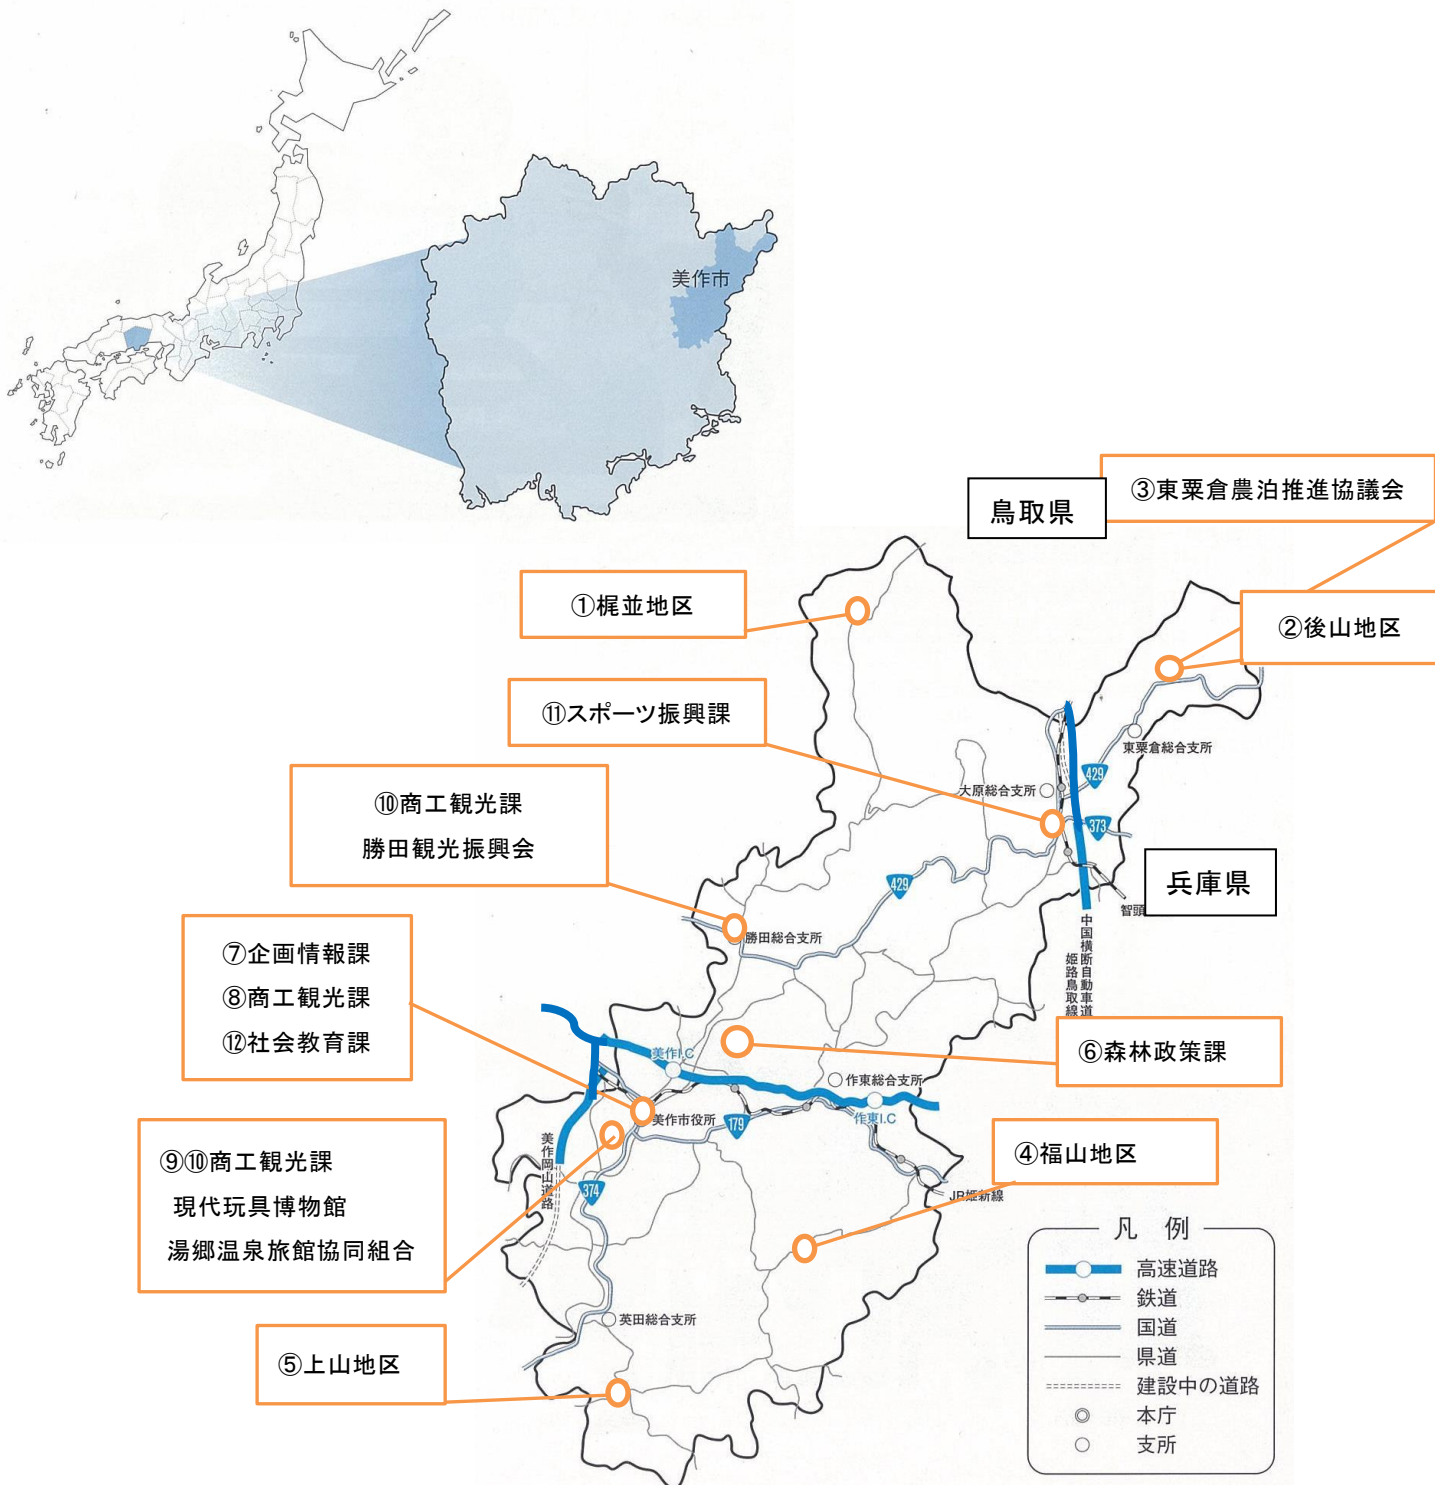 美作市
鳥取県
③東粟倉農泊推進協議会
①梶並地区
②後山地区
⑪スポーツ振興課
東粟倉総合支所
429
大原総合支所
373
⑩商工観光課
勝田観光振興会
兵庫県
429
智頭
勝田総合支所
中国横断自動車道
姫路鳥取線
⑦企画情報課
⑧商工観光課
⑫社会教育課
美作I.C
⑥森林政策課
作東総合支所
作東I.C
美作市役所
179
美作岡山道路
④福山地区
⑨⑩商工観光課
現代玩具博物館
湯郷温泉旅館協同組合
374
JR姫新線
英田総合支所
⑤上山地区
凡 例
高速道路
鉄道
国道
県道
建設中の道路
本庁
支所